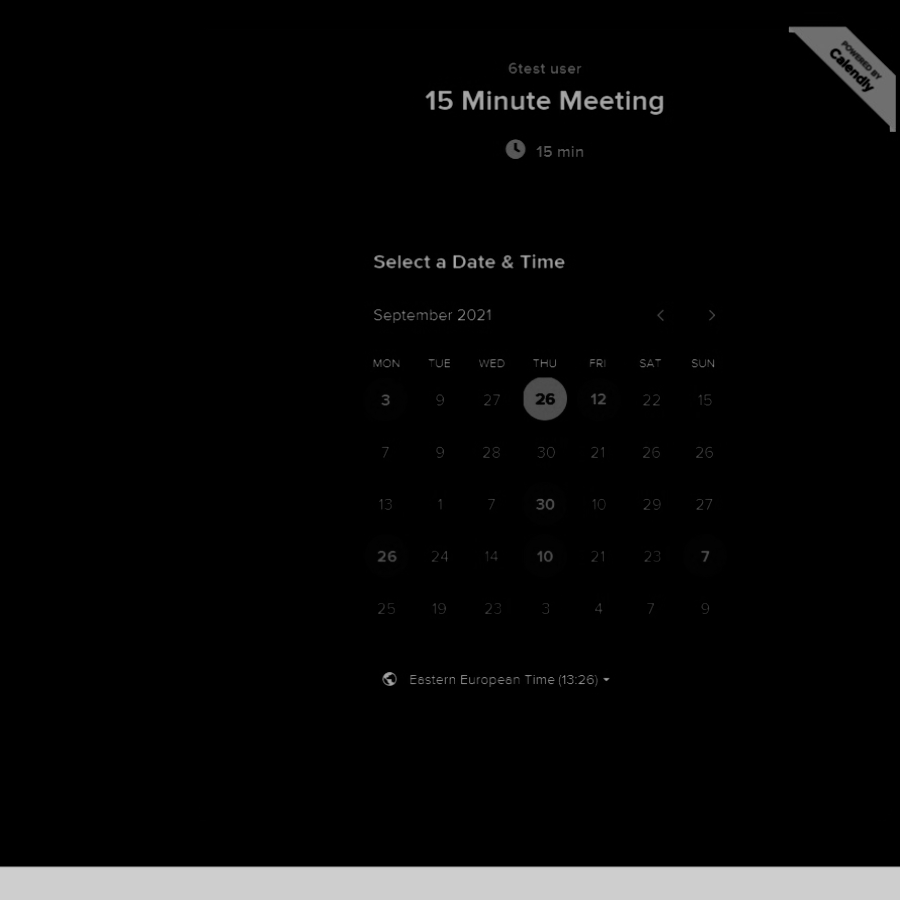 POWERED BY
Calendly
6test user
15 Minute Meeting
15 min
Select a Date & Time
September 2021
MON TUE WED THU FRI SAT SUN
3 9 27 26 12 22 15
7 9 28 30 21 26 26
13 1 7 30 10 29 27
26 24 14 10 21 23 7
25 19 23 3 4 7 9
Eastern European Time (13:26)